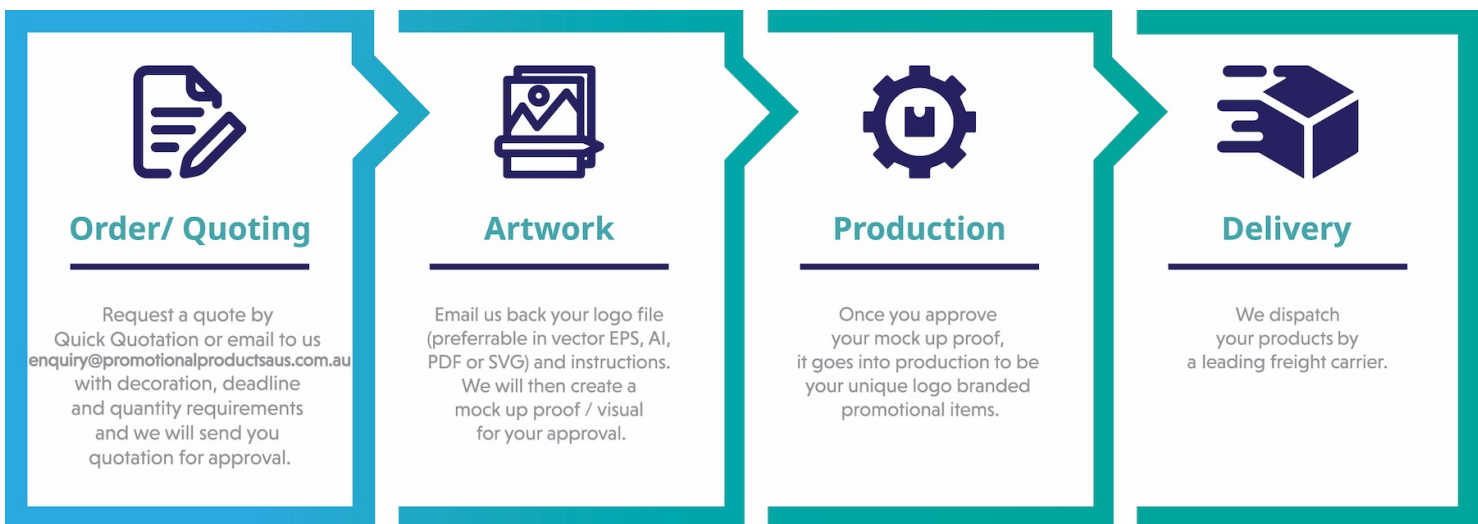 Order/ Quoting
Request a quote by
Quick Quotation or email to us
enquiry@promotionalproductsaus.com.au
with decoration, deadline
and quantity requirements
and we will send you
quotation for approval.
Artwork
Email us back your logo file
(preferrable in vector EPS, AI,
PDF or SVG) and instructions.
We will then create a
mock up proof / visual
for your approval.
Production
Once you approve
your mock up proof,
it goes into production to be
your unique logo branded
promotional items.
Delivery
We dispatch
your products by
a leading freight carrier.